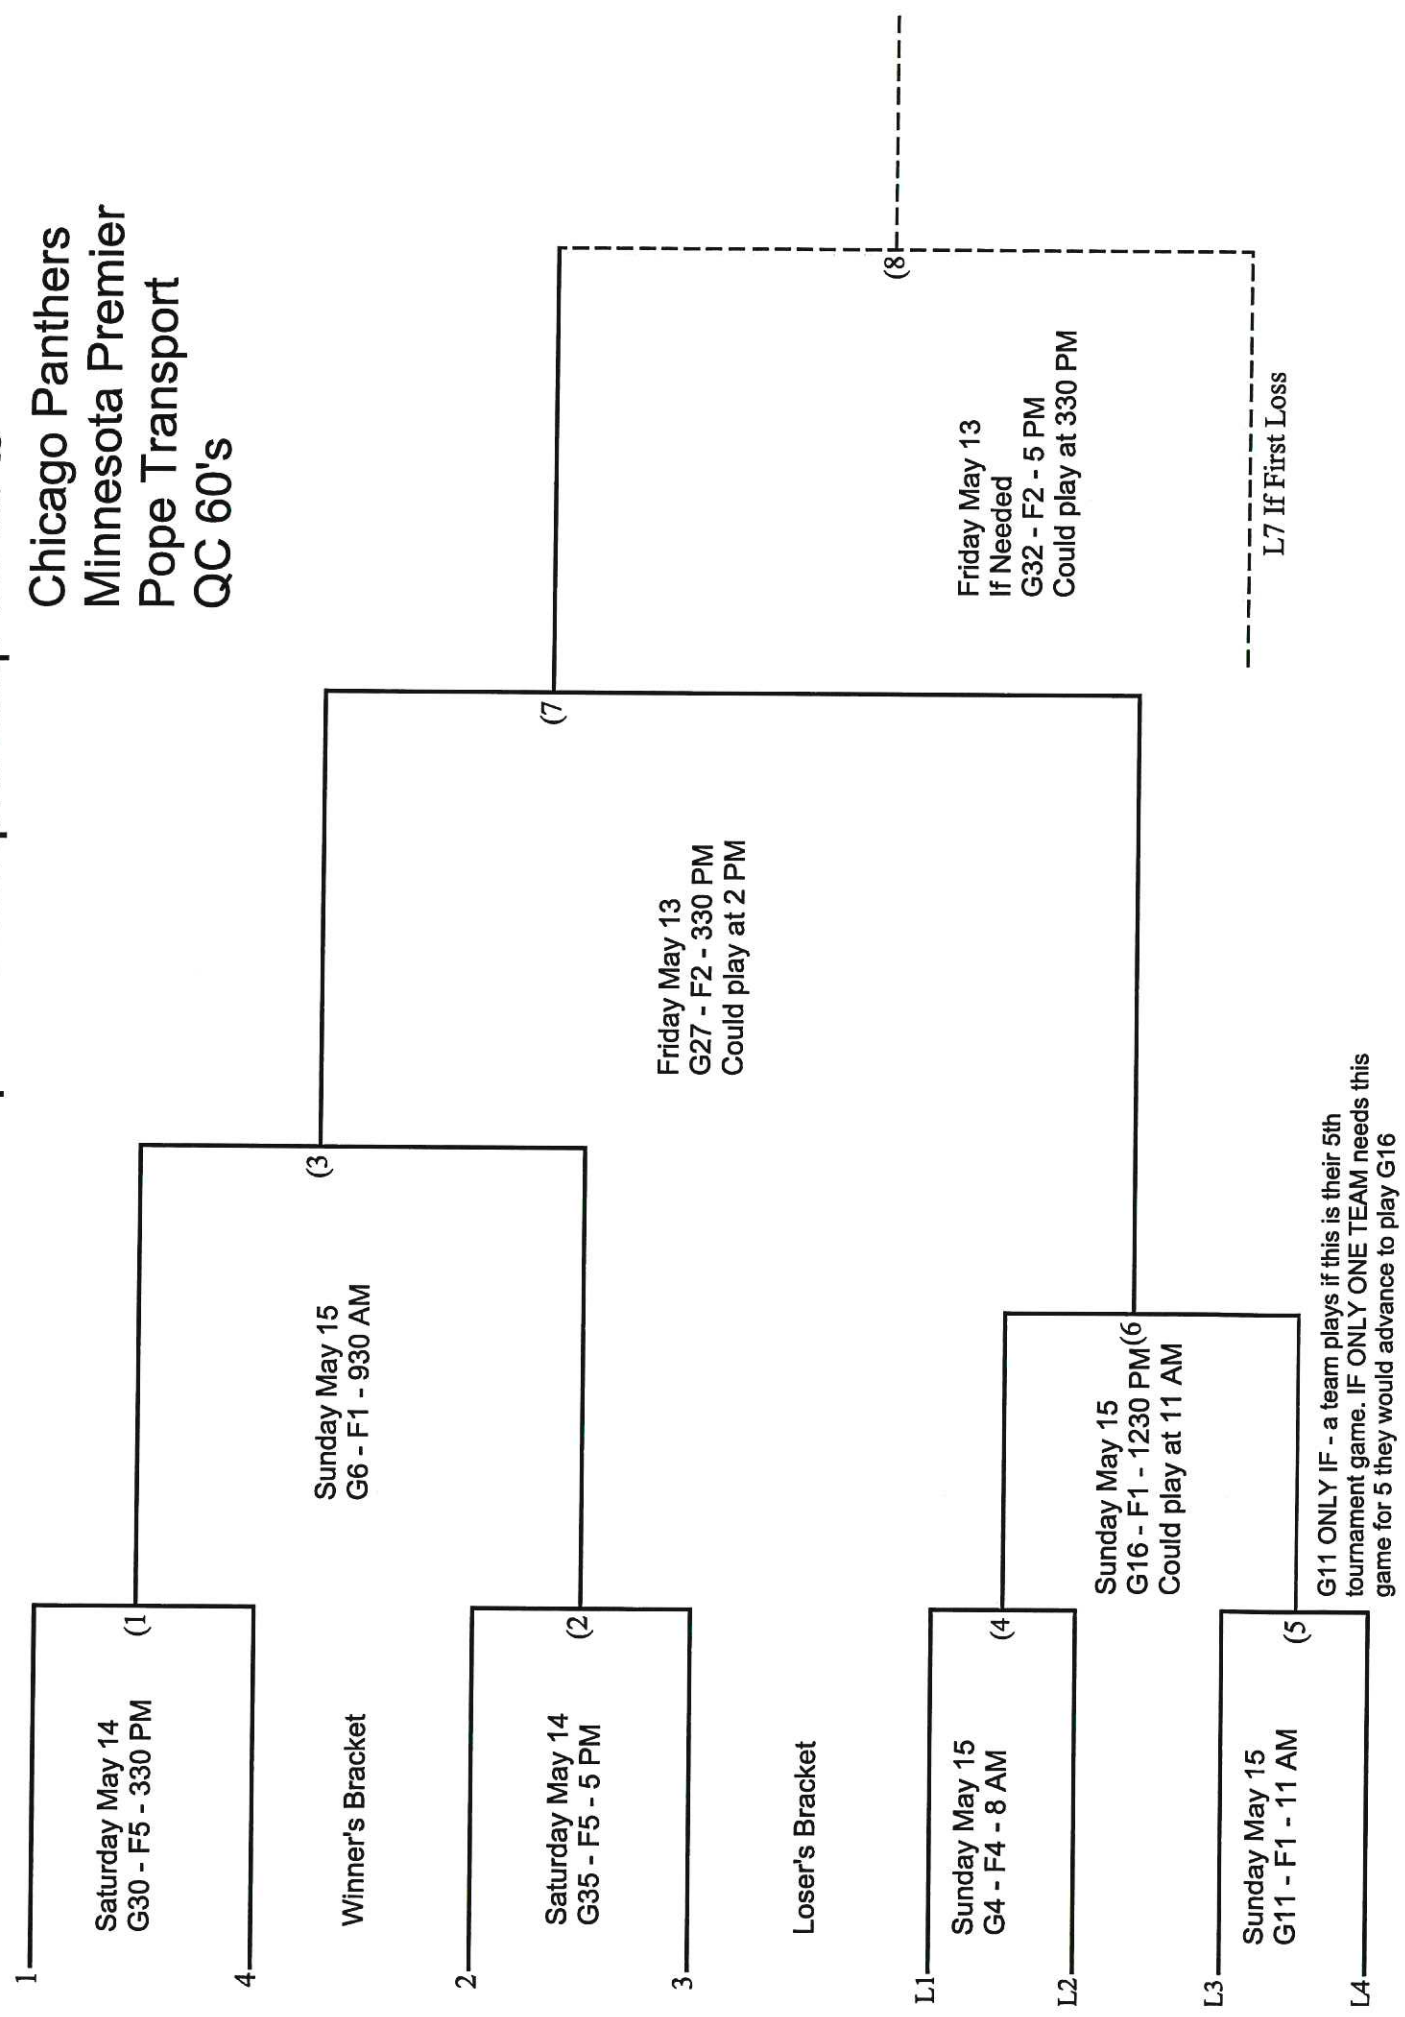 Chicago Panthers
Minnesota Premier
Pope Transport
QC 60's
1
Saturday May 14
G30 - F5 - 330 PM
(1
4
Winner's Bracket
2
Saturday May 14
G35 - F5 - 5 PM
(2
3
Sunday May 15
G6 - F1 - 930 AM
(3
Friday May 13
G27 - F2 - 330 PM
Could play at 2 PM
(7
Friday May 13
If Needed
G32 - F2 - 5 PM
Could play at 330 PM
(8
L7 If First Loss
Loser's Bracket
L1
Sunday May 15
G4 - F4 - 8 AM
(4
L2
Sunday May 15
G16 - F1 - 1230 PM(6
Could play at 11 AM
L3
Sunday May 15
G11 - F1 - 11 AM
(5
L4
G11 ONLY IF - a team plays if this is their 5th
tournament game. IF ONLY ONE TEAM needs this
game for 5 they would advance to play G16